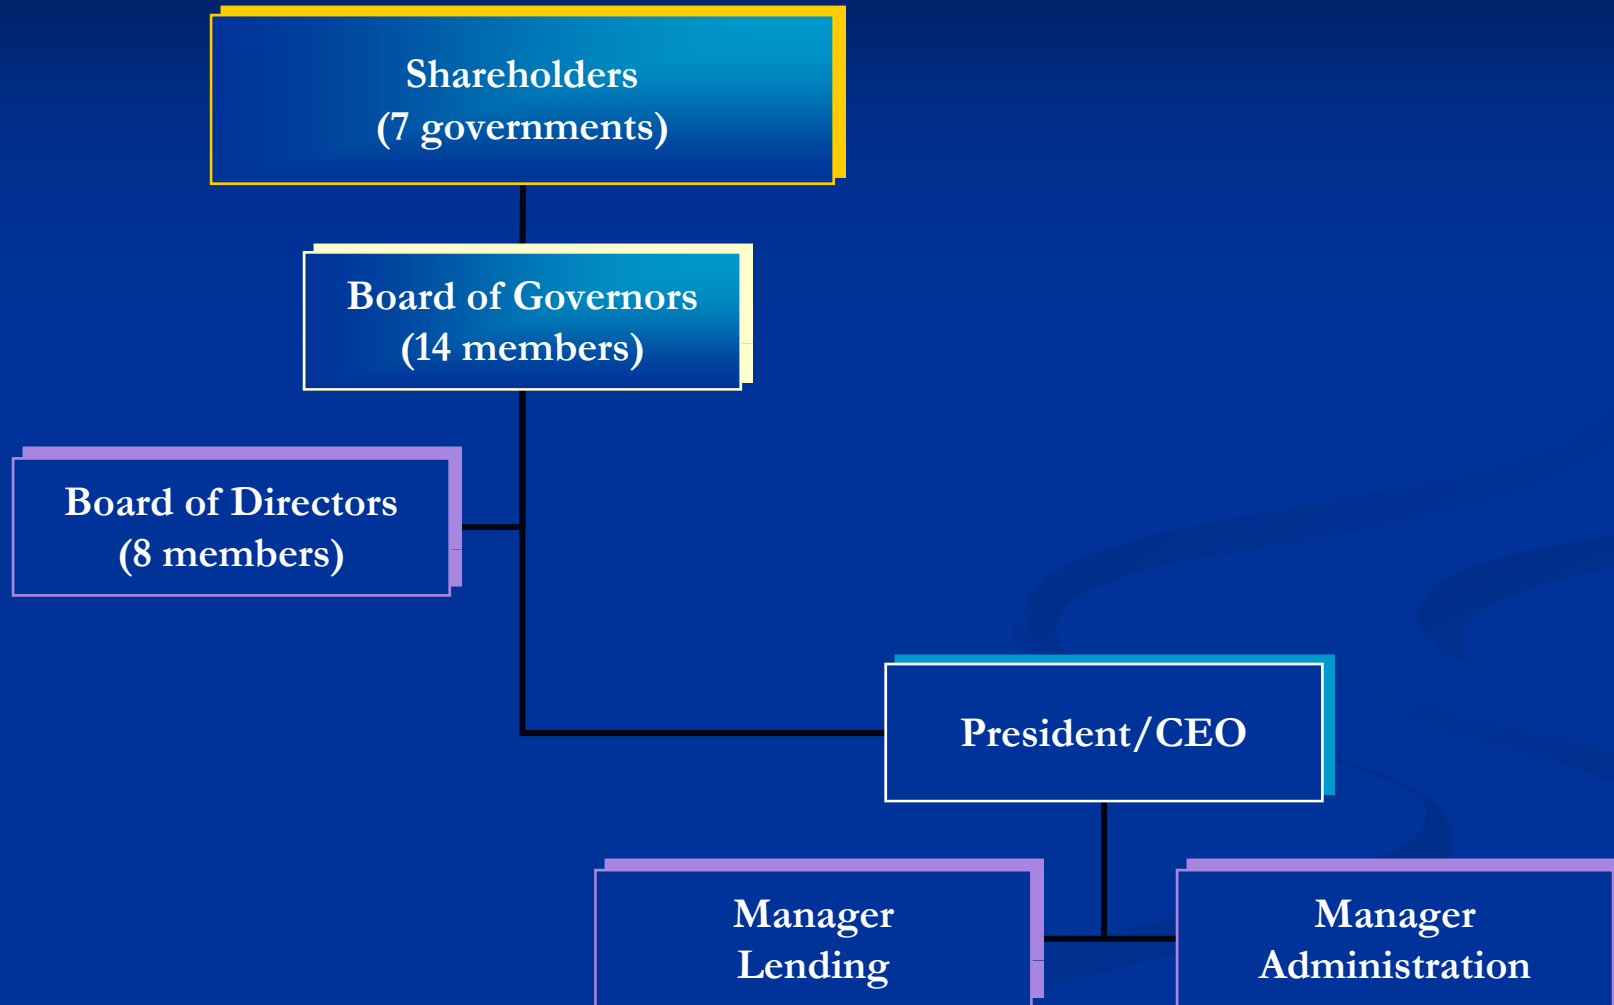 Shareholders
(7 governments)
Board of Governors
(14 members)
Board of Directors
(8 members)
President/CEO
Manager
Lending
Manager
Administration